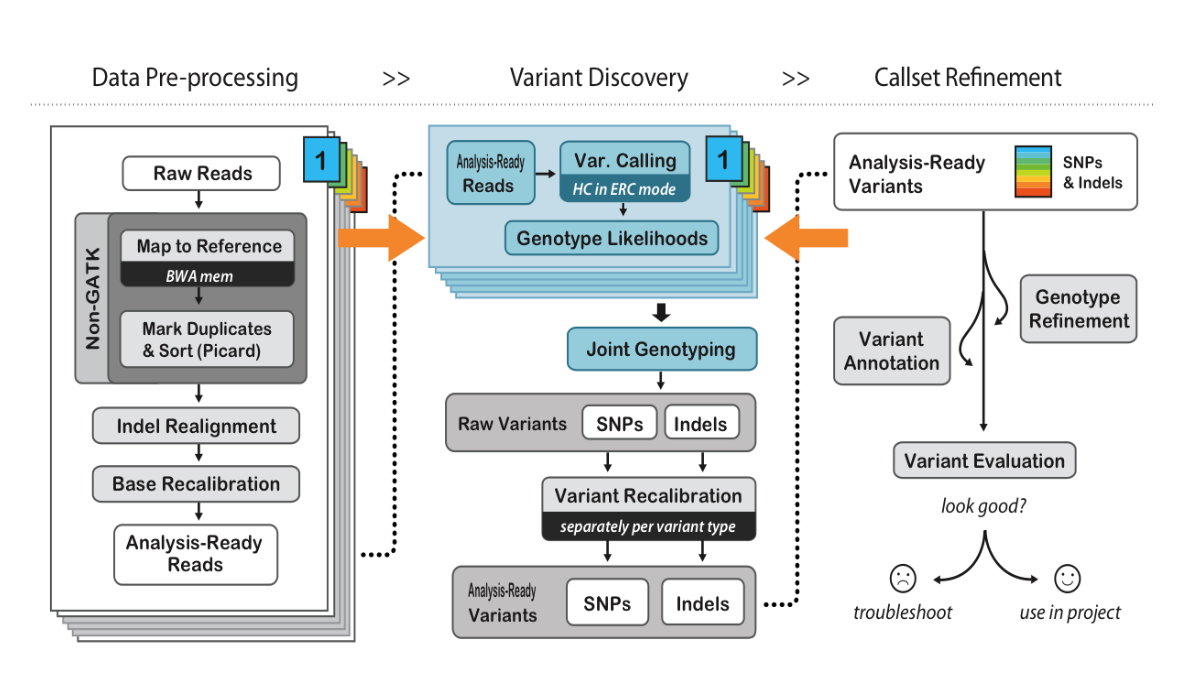 Data Pre-processing >> Variant Discovery >> Callset Refinement
1
Raw Reads
Non-GATK
Map to Reference
BWA mem
Mark Duplicates
& Sort (Picard)
Indel Realignment
Base Recalibration
Analysis-Ready
Reads
1
Analysis-Ready
Reads
Var. Calling
HC in ERC mode
Genotype Likelihoods
Joint Genotyping
Raw Variants SNPs Indels
Variant Recalibration
separately per variant type
Analysis-Ready
Variants
SNPs Indels
Analysis-Ready
Variants
SNPs
& Indels
Genotype
Refinement
Variant
Annotation
Variant Evaluation
look good?
troubleshoot use in project